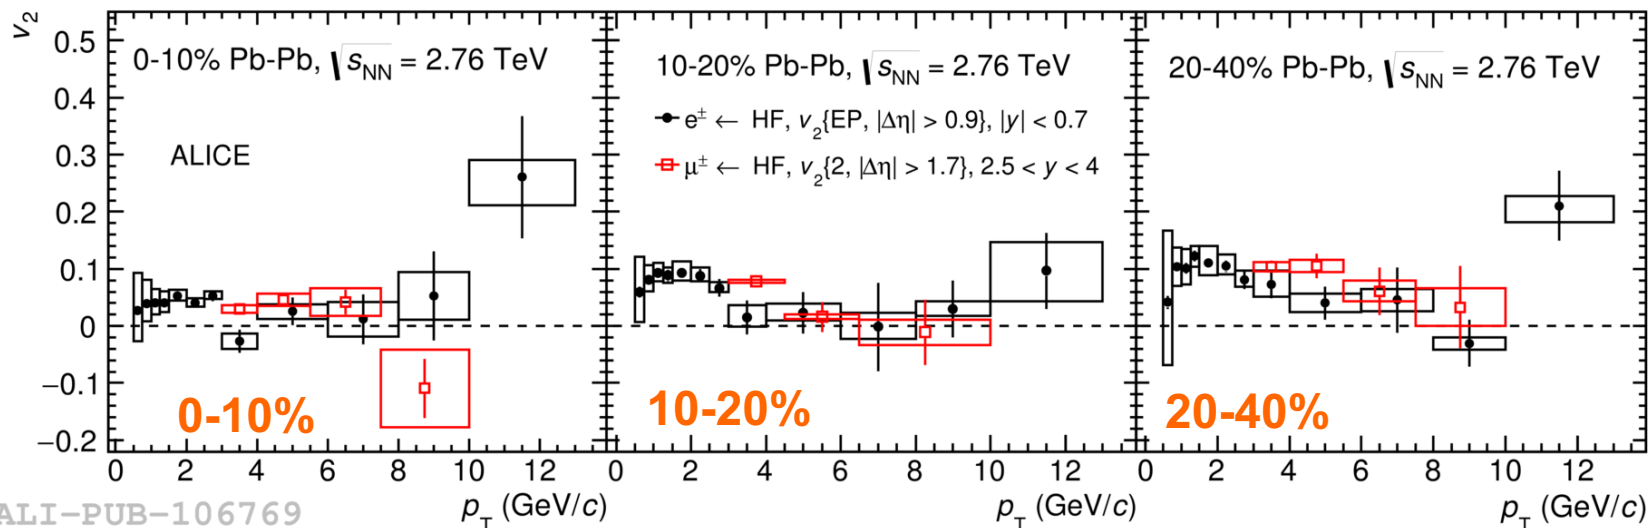 v2
0.5
0.4
0.3
0.2
0.1
0
−0.1
−0.2
0-10% Pb-Pb, √sNN = 2.76 TeV
ALICE
0-10%
0 2 4 6 8 10 12
pT (GeV/c)
10-20% Pb-Pb, √sNN = 2.76 TeV
e± ← HF, v2{EP, |Δη| > 0.9}, |y| < 0.7
μ± ← HF, v2{2, |Δη| > 1.7}, 2.5 < y < 4
10-20%
0 2 4 6 8 10 12
pT (GeV/c)
20-40% Pb-Pb, √sNN = 2.76 TeV
20-40%
0 2 4 6 8 10 12
pT (GeV/c)
ALI−PUB−106769